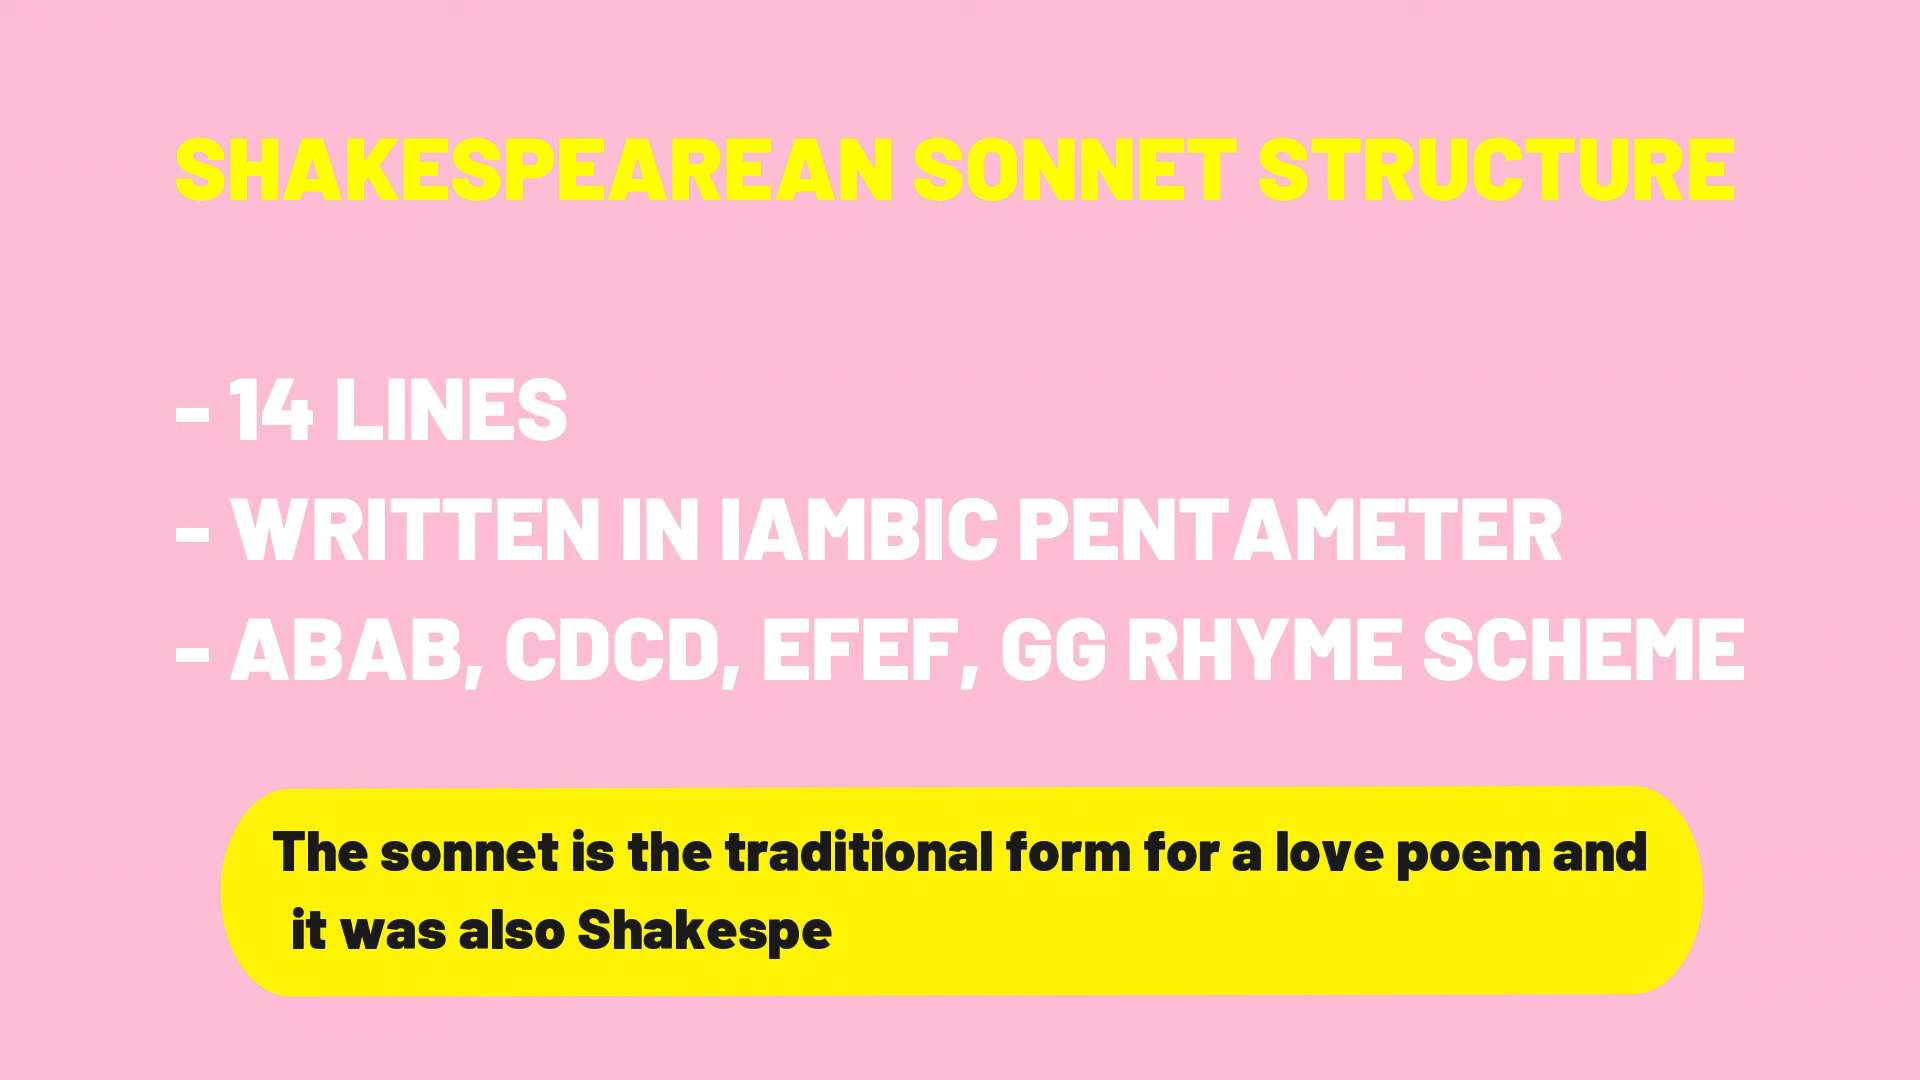 SHAKESPEAREAN SONNET STRUCTURE
- 14 LINES
- WRITTEN IN IAMBIC PENTAMETER
- ABAB, CDCD, EFEF, GG RHYME SCHEME
The sonnet is the traditional form for a love poem and
it was also Shakespe